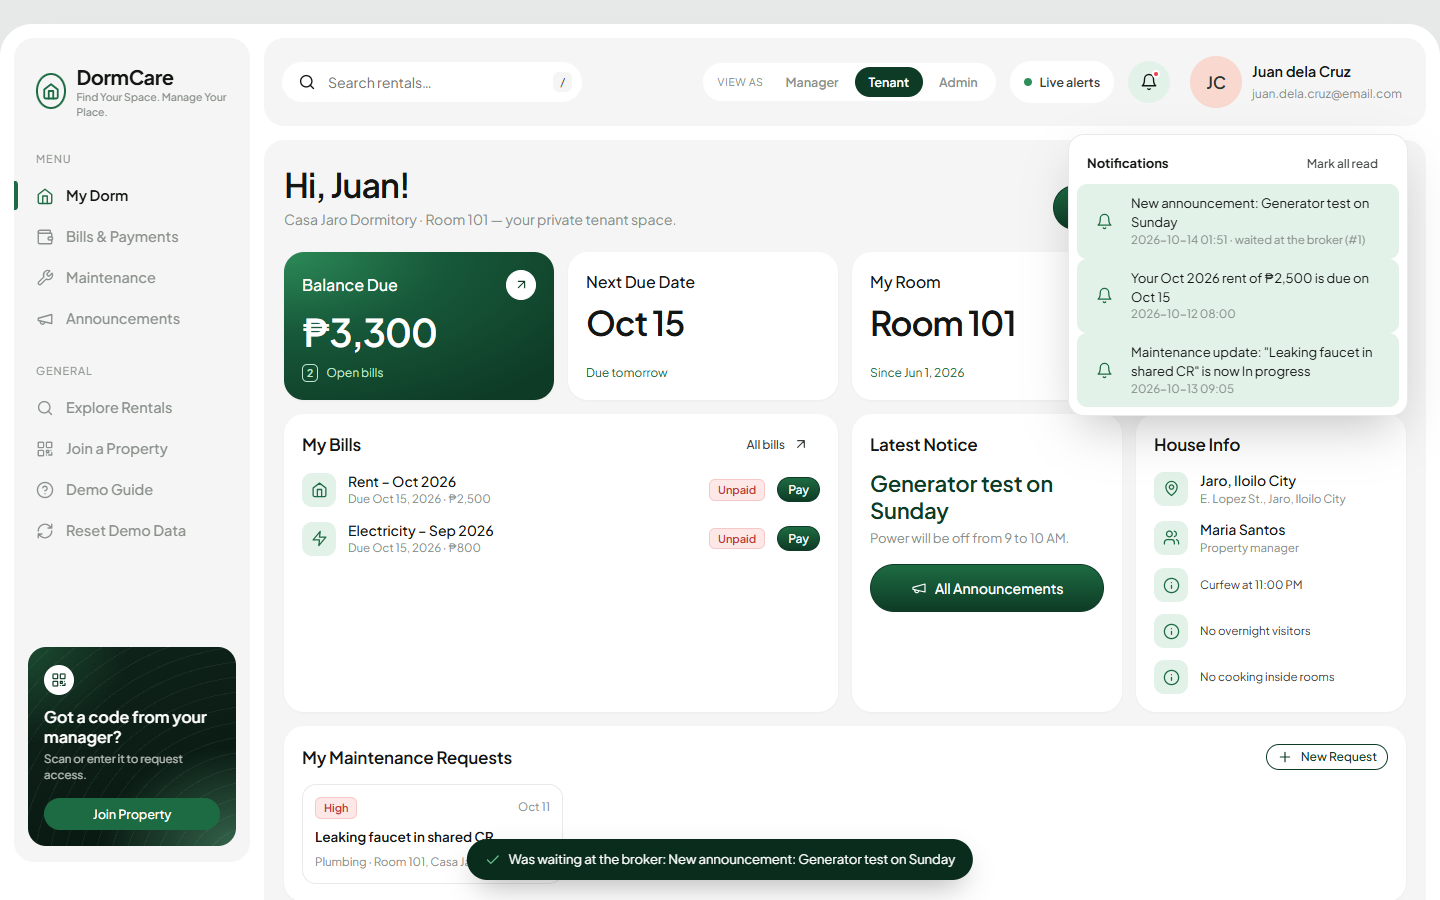 DormCare
Find Your Space. Manage Your
Place.
MENU
My Dorm
Bills & Payments
Maintenance
Announcements
GENERAL
Explore Rentals
Join a Property
Demo Guide
Reset Demo Data
Got a code from your
manager?
Scan or enter it to request
access.
Join Property
Search rentals...
/
VIEW AS
Manager
Tenant
Admin
Live alerts
JC
Juan dela Cruz
juan.dela.cruz@email.com
Notifications
Mark all read
New announcement: Generator test on
Sunday
2026-10-14 01:51 · waited at the broker (#1)
Your Oct 2026 rent of ₱2,500 is due on
Oct 15
2026-10-12 08:00
Maintenance update: "Leaking faucet in
shared CR" is now In progress
2026-10-13 09:05
Hi, Juan!
Casa Jaro Dormitory · Room 101 — your private tenant space.
Balance Due
₱3,300
2 Open bills
Next Due Date
Oct 15
Due tomorrow
My Room
Room 101
Since Jun 1, 2026
My Bills
All bills
Rent – Oct 2026
Due Oct 15, 2026 · ₱2,500
Unpaid
Pay
Electricity – Sep 2026
Due Oct 15, 2026 · ₱800
Unpaid
Pay
Latest Notice
Generator test on
Sunday
Power will be off from 9 to 10 AM.
All Announcements
House Info
Jaro, Iloilo City
E. Lopez St., Jaro, Iloilo City
Maria Santos
Property manager
Curfew at 11:00 PM
No overnight visitors
No cooking inside rooms
My Maintenance Requests
New Request
High
Oct 11
Leaking faucet in shared CR
Plumbing · Room 101, Casa
Was waiting at the broker: New announcement: Generator test on Sunday